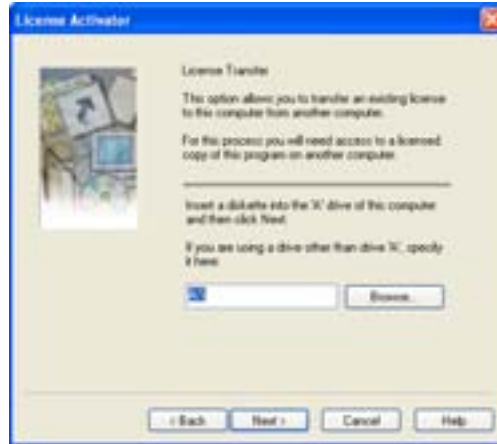 License Activator
License Transfer
This option allows you to transfer an existing license
to this computer from another computer.
For this process you will need access to a licensed
copy of this program on another computer.
Insert a diskette into the 'A' drive of this computer
and then click Next.
If you are using a drive other than drive 'A', specify
it here:
Browse...
< Back
Next >
Cancel
Help